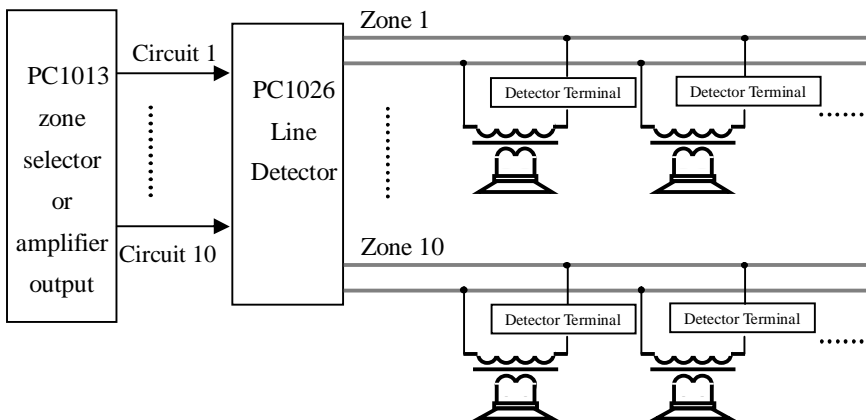 PC1013
zone
selector
or
amplifier
output
Circuit 1
Circuit 10
PC1026
Line
Detector
Zone 1
Detector Terminal
Detector Terminal
Zone 10
Detector Terminal
Detector Terminal